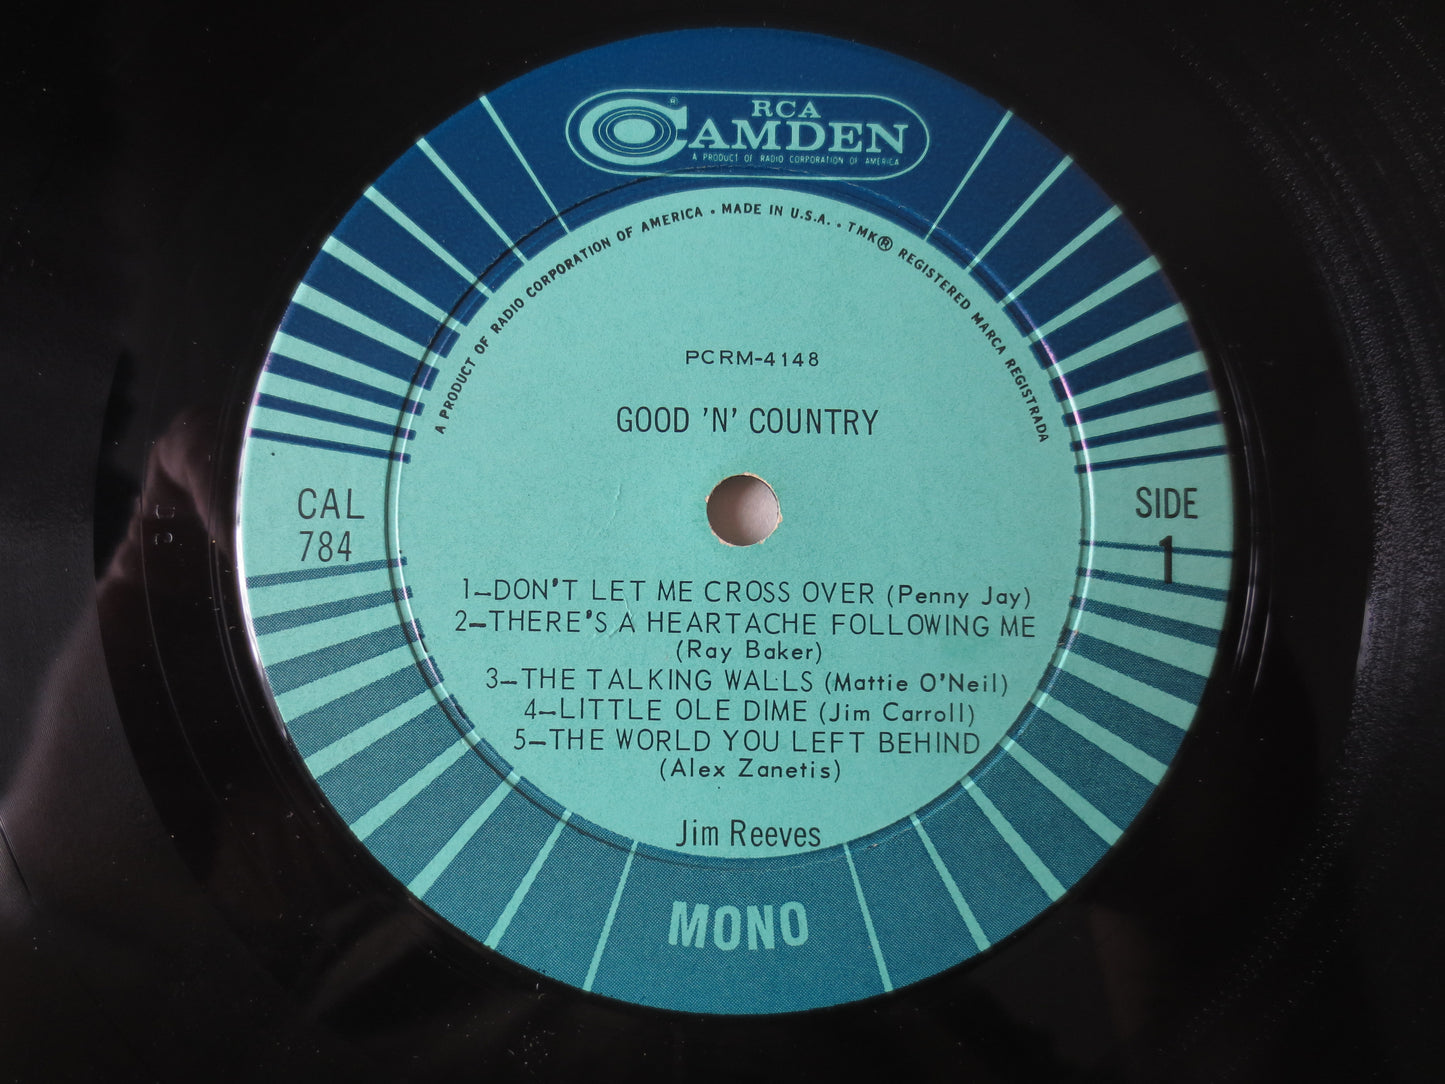 RCA
CAMDEN®
A PRODUCT OF RADIO CORPORATION OF AMERICA
A PRODUCT OF RADIO CORPORATION OF AMERICA • MADE IN U.S.A. • TMK® REGISTERED MARCA REGISTRADA
PCRM-4148
GOOD 'N' COUNTRY
CAL
784
SIDE
1
1–DON'T LET ME CROSS OVER (Penny Jay)
2–THERE'S A HEARTACHE FOLLOWING ME
(Ray Baker)
3–THE TALKING WALLS (Mattie O'Neil)
4–LITTLE OLE DIME (Jim Carroll)
5–THE WORLD YOU LEFT BEHIND
(Alex Zanetis)
Jim Reeves
MONO